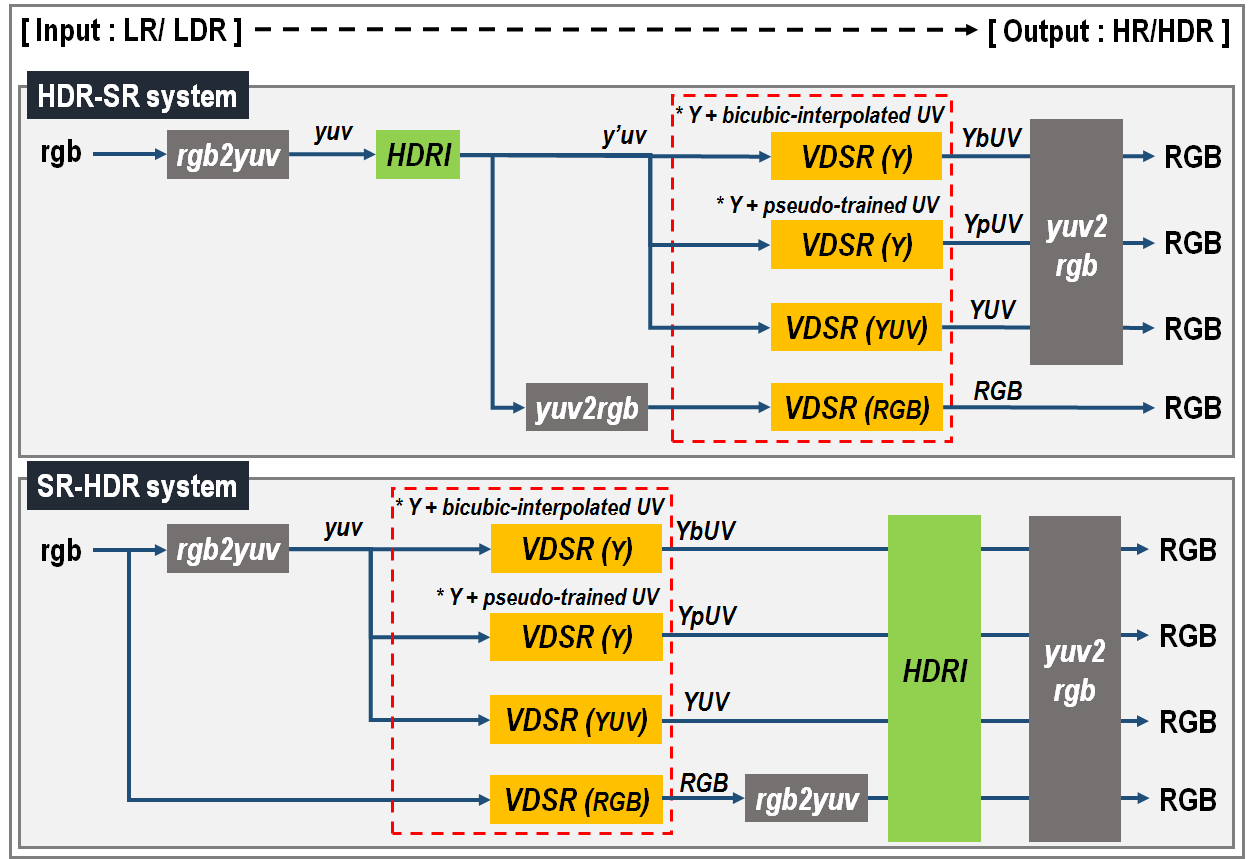 [ Input : LR/ LDR ]
[ Output : HR/HDR ]
HDR-SR system
* Y + bicubic-interpolated UV
rgb
rgb2yuv
yuv
HDRI
y'uv
VDSR (Y)
YbUV
RGB
* Y + pseudo-trained UV
VDSR (Y)
YpUV
yuv2
rgb
RGB
VDSR (YUV)
YUV
RGB
yuv2rgb
VDSR (RGB)
RGB
RGB
SR-HDR system
* Y + bicubic-interpolated UV
rgb
rgb2yuv
yuv
VDSR (Y)
YbUV
RGB
* Y + pseudo-trained UV
VDSR (Y)
YpUV
HDRI
yuv2
rgb
RGB
VDSR (YUV)
YUV
RGB
VDSR (RGB)
RGB
rgb2yuv
RGB